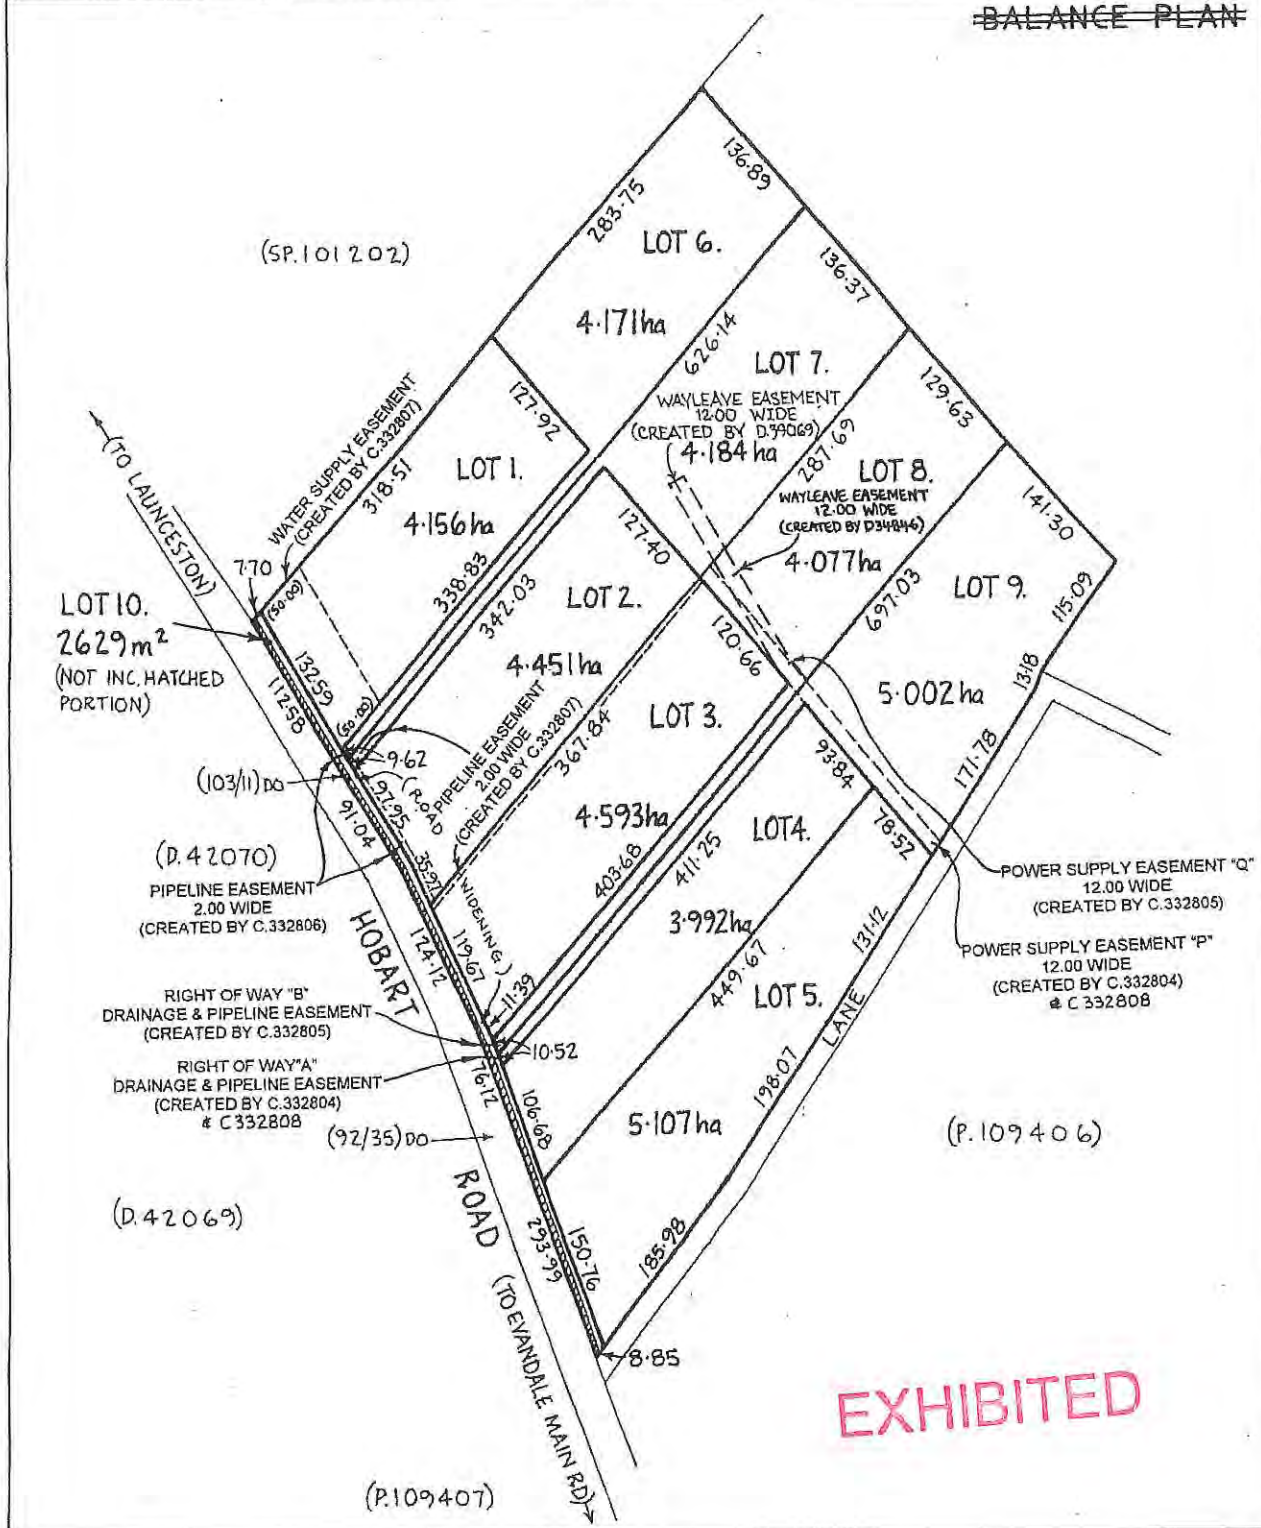 BALANCE PLAN
136.89
283.75
LOT 6.
(SP.101202)
136.37
4.171ha
626.14
LOT 7.
WAYLEAVE EASEMENT
12.00 WIDE
(CREATED BY D.39069)
4.184ha
129.63
127.92
WATER SUPPLY EASEMENT
(CREATED BY C.332807)
318.51
LOT 1.
4.156ha
287.69
LOT 8.
WAYLEAVE EASEMENT
12.00 WIDE
(CREATED BY D34846)
4.077ha
141.30
(TO LAUNCESTON)
127.40
7.70
(50.09)
338.83
342.03
LOT 2.
697.03
LOT 9.
115.09
LOT 10.
2629m²
(NOT INC. HATCHED
PORTION)
132.59
112.58
120.66
4.451ha
5.002ha
13.18
(50.00)
PIPELINE EASEMENT
2.00 WIDE
(CREATED BY C.332807)
367.84
LOT 3.
171.78
9.62
(103/11) DO
(ROAD
97.95
91.04
93.84
4.593ha
LOT 4.
(D.42070)
PIPELINE EASEMENT
2.00 WIDE
(CREATED BY C.332806)
35.97
403.68
411.25
78.52
POWER SUPPLY EASEMENT "Q"
12.00 WIDE
(CREATED BY C.332805)
HOBART
WIDENING.)
3.992ha
131.12
POWER SUPPLY EASEMENT "P"
12.00 WIDE
(CREATED BY C.332804)
& C 332808
124.12
119.67
449.67
LOT 5.
RIGHT OF WAY "B"
DRAINAGE & PIPELINE EASEMENT
(CREATED BY C.332805)
11.39
LANE
RIGHT OF WAY "A"
DRAINAGE & PIPELINE EASEMENT
(CREATED BY C.332804)
& C332808
10.52
76.12
198.07
106.68
5.107ha
(92/35) DO
(P.109406)
(D.42069)
ROAD
293.99
150.76
185.98
(TO EVANDALE MAIN RD)
8.85
EXHIBITED
(P.109407)